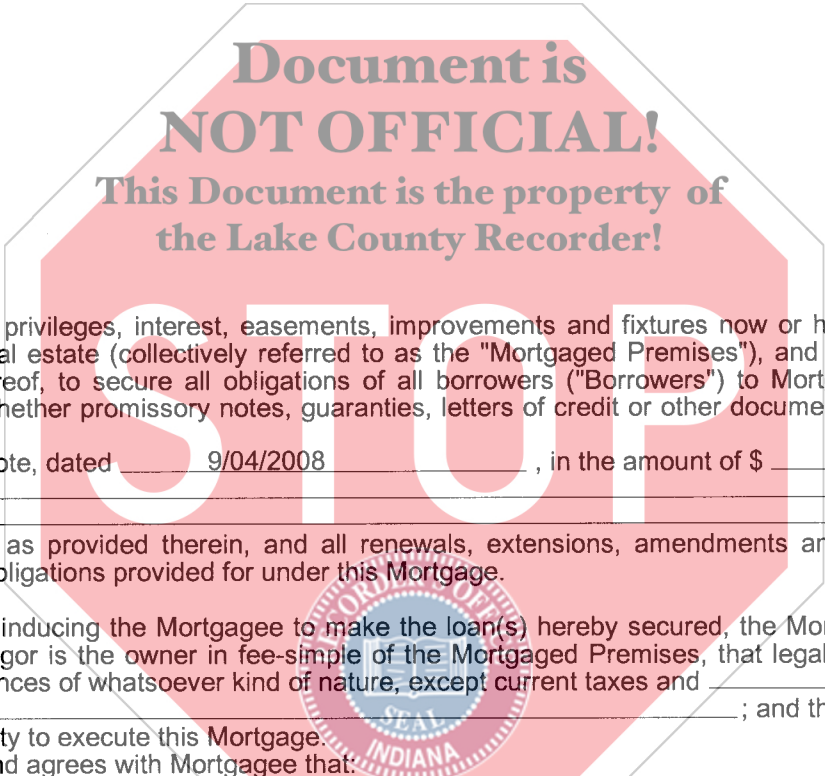 Document is
NOT OFFICIAL!
This Document is the property of
the Lake County Recorder!
STOP
privileges, interest, easements, improvements and fixtures now or h
al estate (collectively referred to as the "Mortgaged Premises"), and
reof, to secure all obligations of all borrowers ("Borrowers") to Mort
hether promissory notes, guaranties, letters of credit or other docume
ote, dated 9/04/2008 , in the amount of $
as provided therein, and all renewals, extensions, amendments an
bligations provided for under this Mortgage.
inducing the Mortgagee to make the loan(s) hereby secured, the Mor
gor is the owner in fee-simple of the Mortgaged Premises, that legal
nces of whatsoever kind of nature, except current taxes and
; and th
ty to execute this Mortgage.
nd agrees with Mortgagee that:
RECORDER'S OFFICE
SEAL
INDIANA